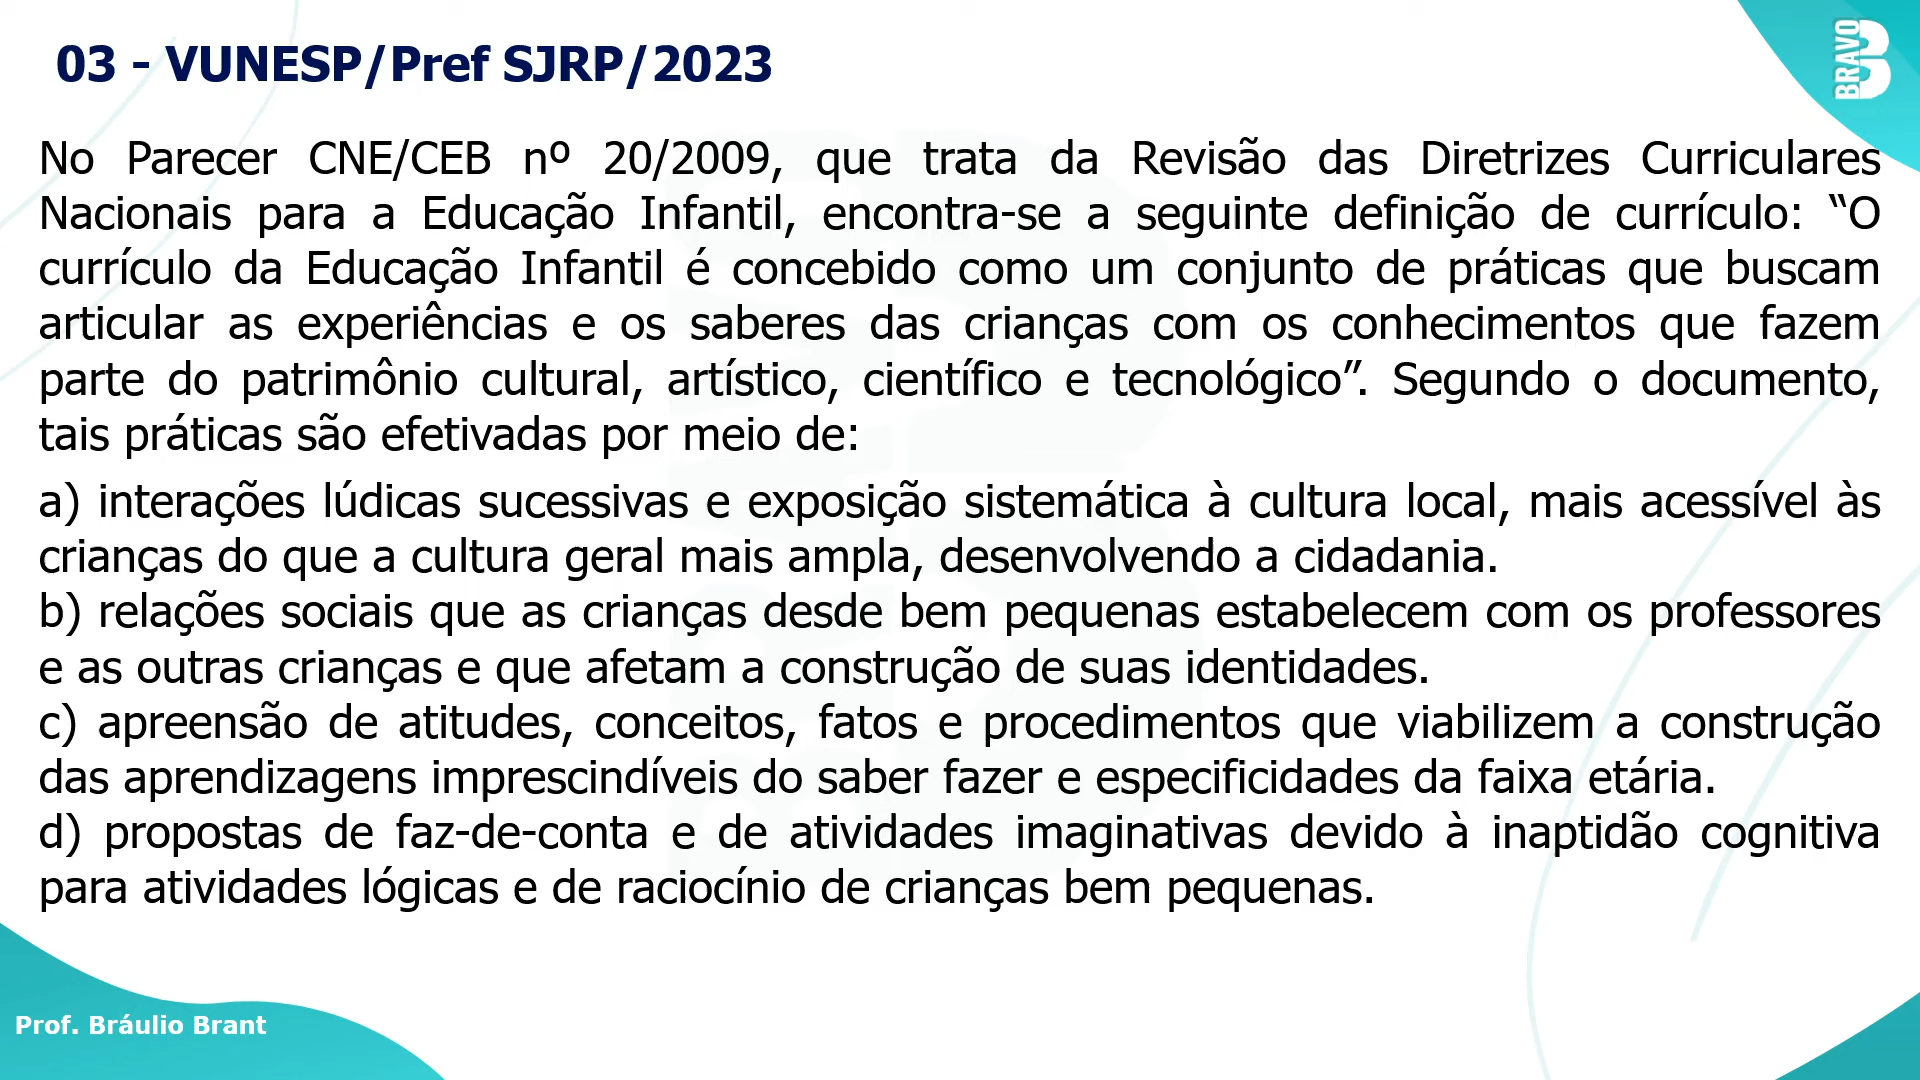 03 - VUNESP/Pref SJRP/2023
BRAVO
No Parecer CNE/CEB nº 20/2009, que trata da Revisão das Diretrizes Curriculares
Nacionais para a Educação Infantil, encontra-se a seguinte definição de currículo: “O
currículo da Educação Infantil é concebido como um conjunto de práticas que buscam
articular as experiências e os saberes das crianças com os conhecimentos que fazem
parte do patrimônio cultural, artístico, científico e tecnológico”. Segundo o documento,
tais práticas são efetivadas por meio de:
a) interações lúdicas sucessivas e exposição sistemática à cultura local, mais acessível às
crianças do que a cultura geral mais ampla, desenvolvendo a cidadania.
b) relações sociais que as crianças desde bem pequenas estabelecem com os professores
e as outras crianças e que afetam a construção de suas identidades.
c) apreensão de atitudes, conceitos, fatos e procedimentos que viabilizem a construção
das aprendizagens imprescindíveis do saber fazer e especificidades da faixa etária.
d) propostas de faz-de-conta e de atividades imaginativas devido à inaptidão cognitiva
para atividades lógicas e de raciocínio de crianças bem pequenas.
Prof. Bráulio Brant